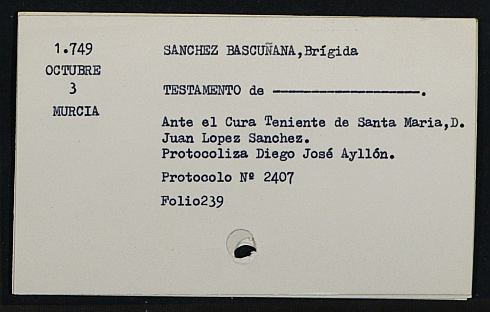 1.749
OCTUBRE
3
MURCIA
SANCHEZ BASCUÑANA,Brígida
TESTAMENTO de ———————————.
Ante el Cura Teniente de Santa Maria,D.
Juan Lopez Sanchez.
Protocoliza Diego José Ayllón.
Protocolo Nº 2407
Folio239